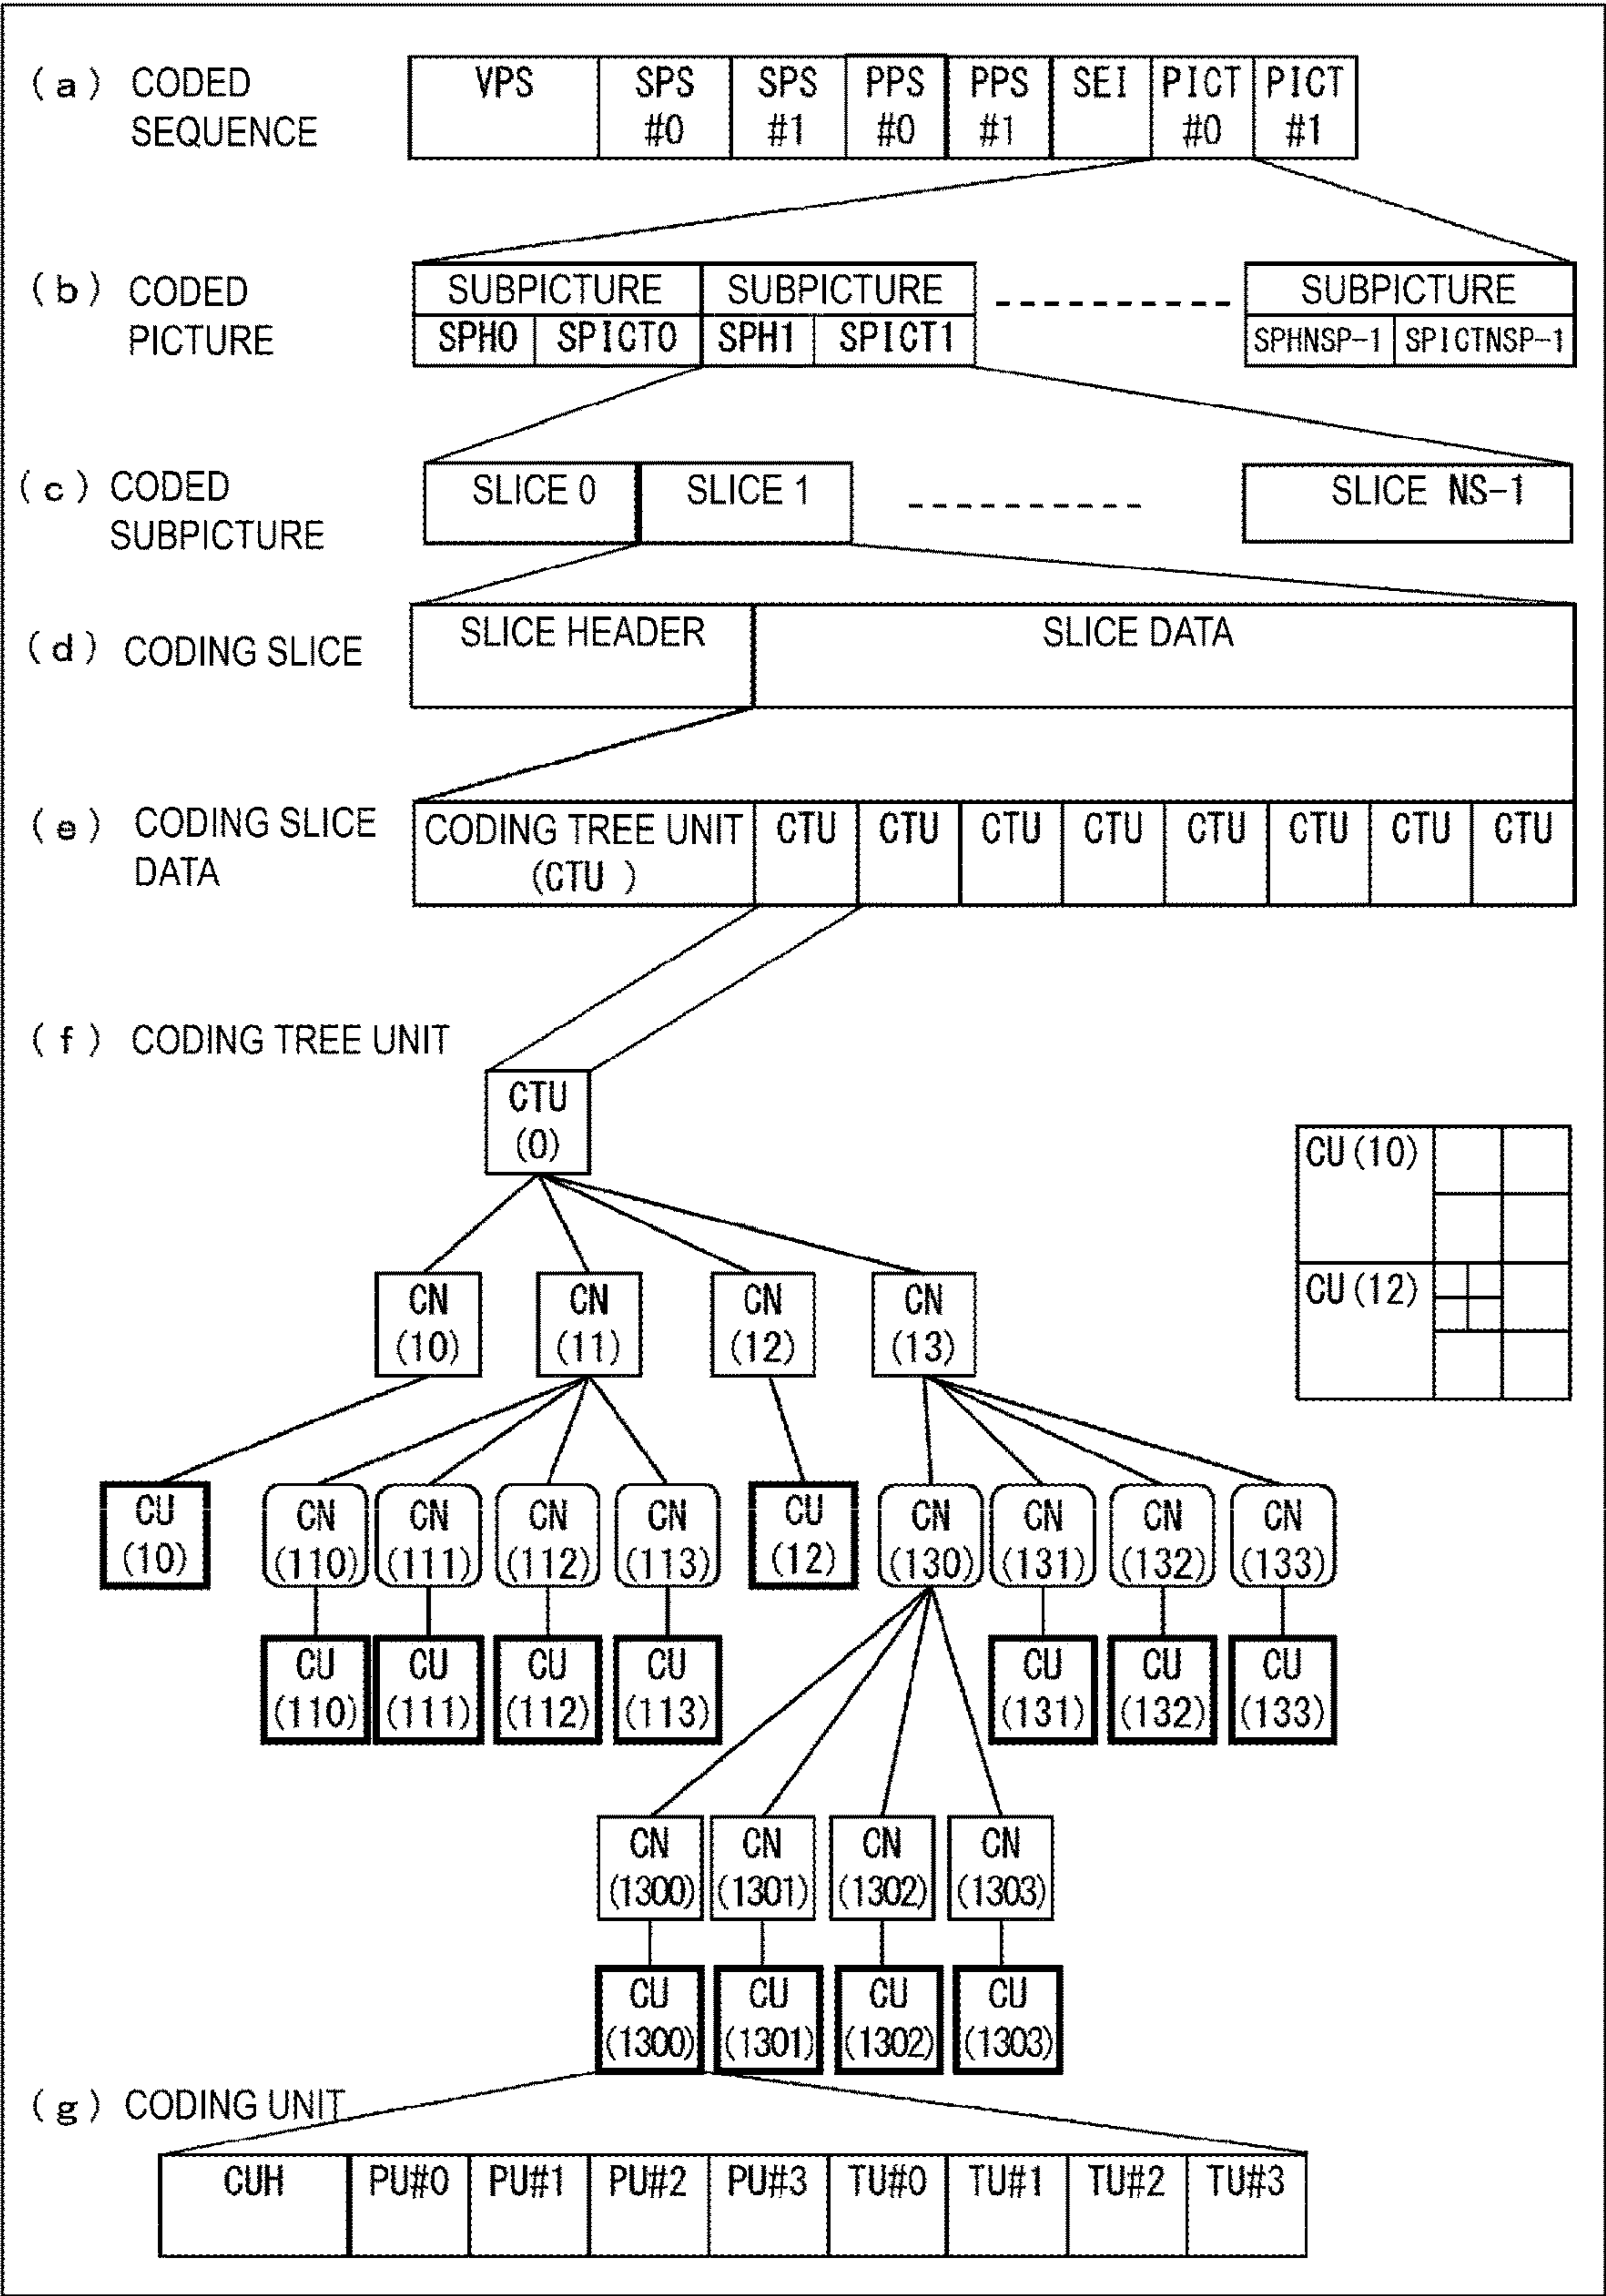 (a) CODED
SEQUENCE
VPS
SPS
#0
SPS
#1
PPS
#0
PPS
#1
SEI
PICT
#0
PICT
#1
(b) CODED
PICTURE
SUBPICTURE
SPH0
SPICT0
SUBPICTURE
SPH1
SPICT1
SUBPICTURE
SPHNSP-1
SPICTNSP-1
(c) CODED
SUBPICTURE
SLICE 0
SLICE 1
SLICE NS-1
(d) CODING SLICE
SLICE HEADER
SLICE DATA
(e) CODING SLICE
DATA
CODING TREE UNIT
(CTU )
CTU
CTU
CTU
CTU
CTU
CTU
CTU
CTU
(f) CODING TREE UNIT
CTU
(0)
CU(10)
CU(12)
CN
(10)
CN
(11)
CN
(12)
CN
(13)
CU
(10)
CN
(110)
CN
(111)
CN
(112)
CN
(113)
CU
(12)
CN
(130)
CN
(131)
CN
(132)
CN
(133)
CU
(110)
CU
(111)
CU
(112)
CU
(113)
CU
(131)
CU
(132)
CU
(133)
CN
(1300)
CN
(1301)
CN
(1302)
CN
(1303)
CU
(1300)
CU
(1301)
CU
(1302)
CU
(1303)
(g) CODING UNIT
CUH
PU#0
PU#1
PU#2
PU#3
TU#0
TU#1
TU#2
TU#3